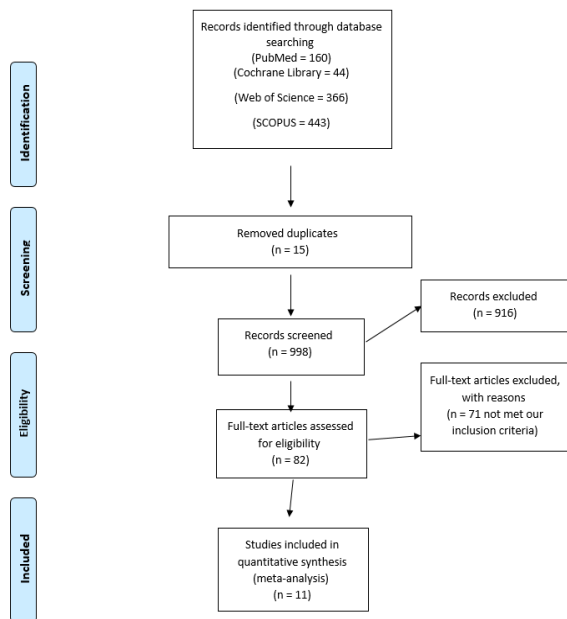 Identification
Records identified through database
searching
(PubMed = 160)
(Cochrane Library = 44)
(Web of Science = 366)
(SCOPUS = 443)
Screening
Removed duplicates
(n = 15)
Records screened
(n = 998)
Records excluded
(n = 916)
Eligibility
Full-text articles assessed
for eligibility
(n = 82)
Full-text articles excluded,
with reasons
(n = 71 not met our
inclusion criteria)
Included
Studies included in
quantitative synthesis
(meta-analysis)
(n = 11)